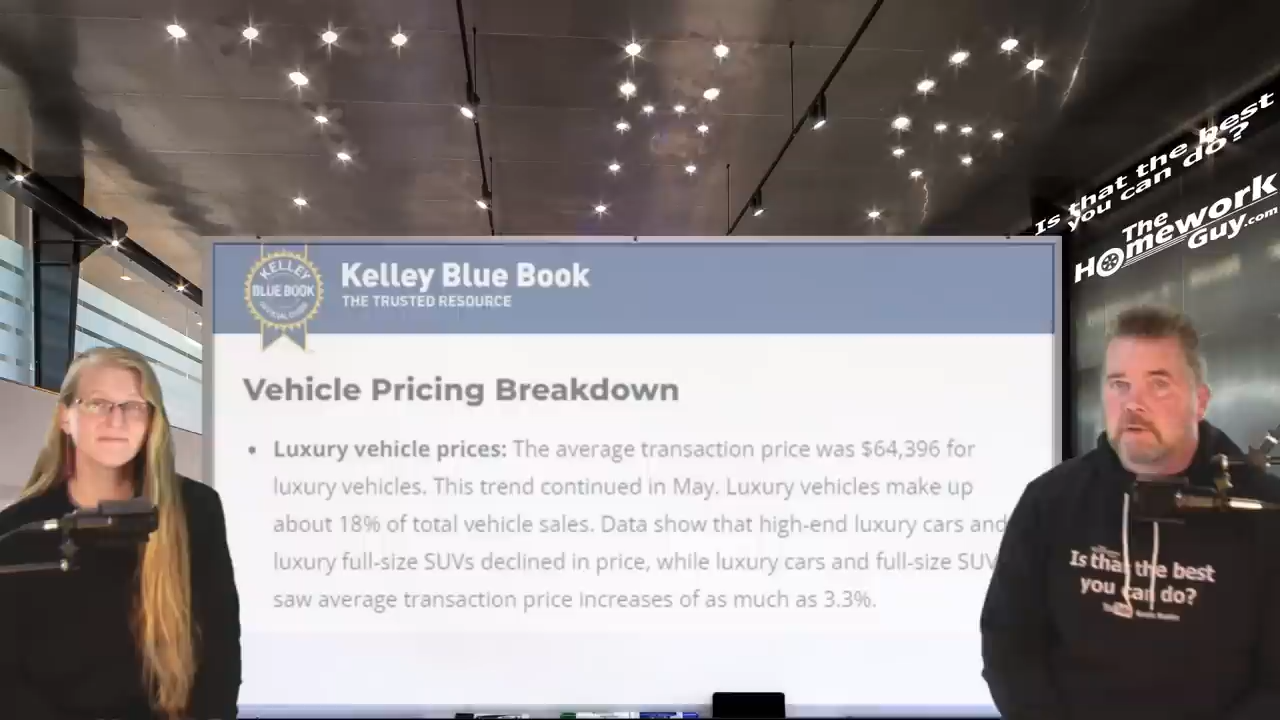 Is that the best
you can do?
The
Homework
Guy.com
KELLEY
BLUE BOOK
Kelley Blue Book
THE TRUSTED RESOURCE
Vehicle Pricing Breakdown
• Luxury vehicle prices: The average transaction price was $64,396 for
luxury vehicles. This trend continued in May. Luxury vehicles make up
about 18% of total vehicle sales. Data show that high-end luxury cars and
luxury full-size SUVs declined in price, while luxury cars and full-size SUV
saw average transaction price increases of as much as 3.3%.
Is that the best
you can do?